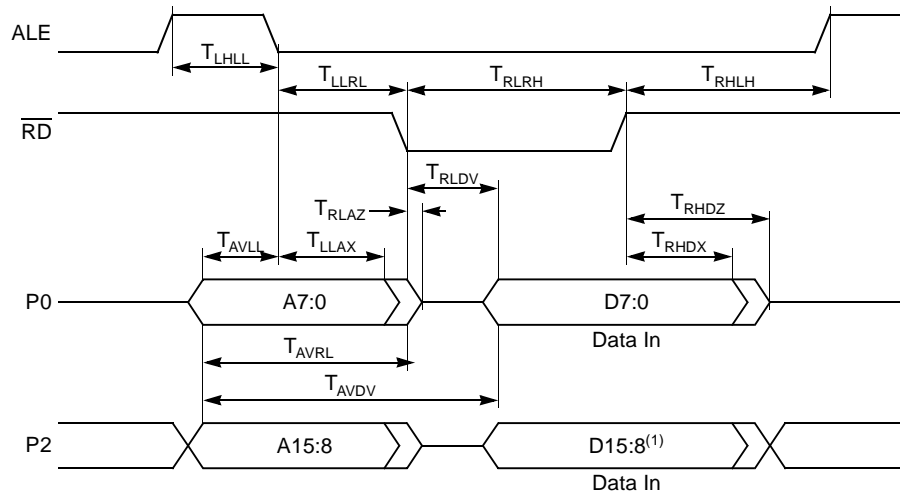 ALE
T_LHLL
T_LLRL T_RLRH T_RHLH
RD
T_RLDV
T_RLAZ T_RHDZ
T_AVLL T_LLAX T_RHDX
P0 A7:0 D7:0
Data In
T_AVRL
T_AVDV
P2 A15:8 D15:8(1)
Data In